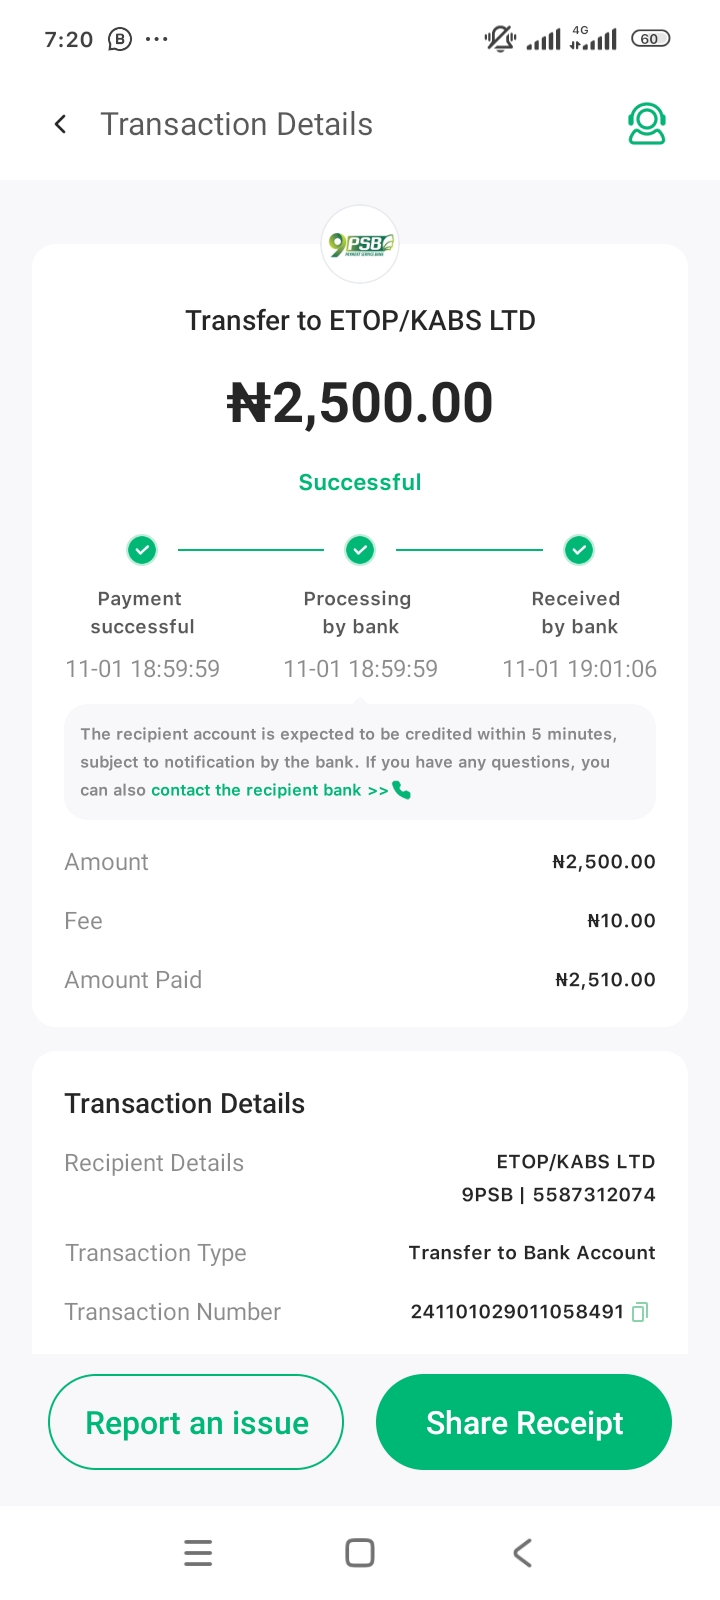 7:20 B ...
4G 60
Transaction Details
9PSB
PAYMENT SERVICE BANK
Transfer to ETOP/KABS LTD
₦2,500.00
Successful
Payment successful
Processing by bank
Received by bank
11-01 18:59:59
11-01 18:59:59
11-01 19:01:06
The recipient account is expected to be credited within 5 minutes,
subject to notification by the bank. If you have any questions, you
can also contact the recipient bank >>
Amount ₦2,500.00
Fee ₦10.00
Amount Paid ₦2,510.00
Transaction Details
Recipient Details ETOP/KABS LTD
9PSB | 5587312074
Transaction Type Transfer to Bank Account
Transaction Number 241101029011058491
Report an issue Share Receipt